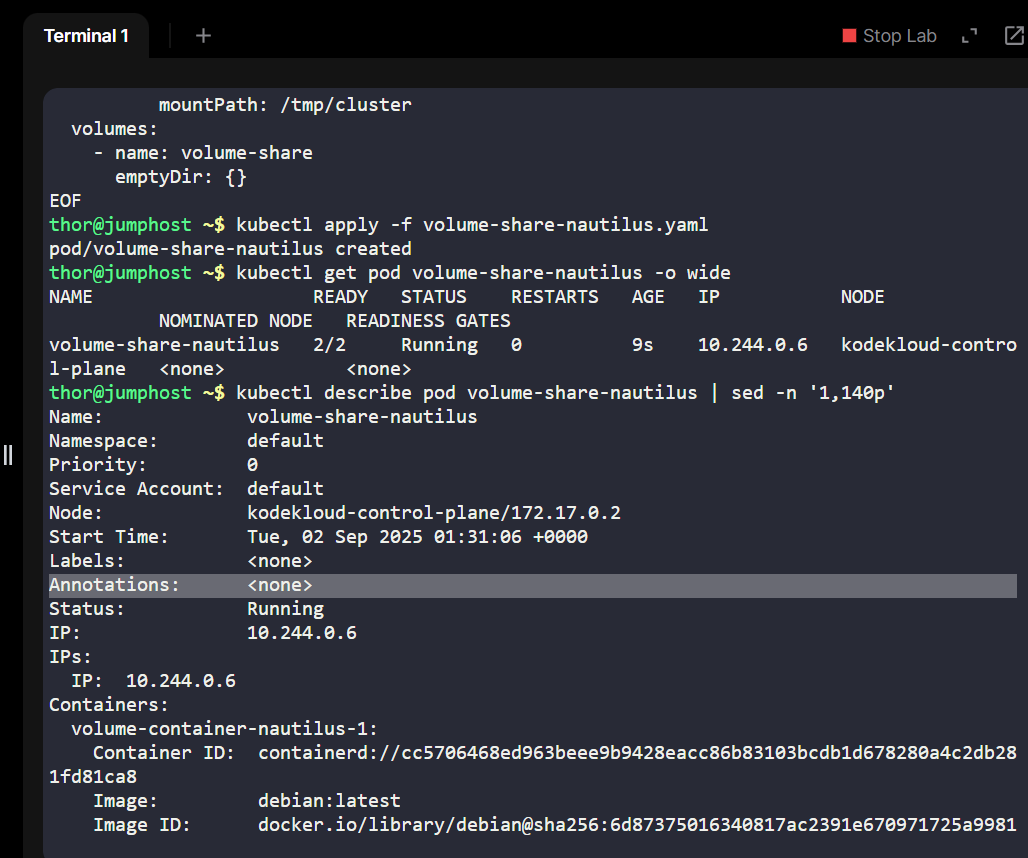 Terminal 1
+
Stop Lab
mountPath: /tmp/cluster
volumes:
- name: volume-share
emptyDir: {}
EOF
thor@jumphost ~$ kubectl apply -f volume-share-nautilus.yaml
pod/volume-share-nautilus created
thor@jumphost ~$ kubectl get pod volume-share-nautilus -o wide
NAME READY STATUS RESTARTS AGE IP NODE
NOMINATED NODE READINESS GATES
volume-share-nautilus 2/2 Running 0 9s 10.244.0.6 kodekloud-contro
l-plane <none> <none>
thor@jumphost ~$ kubectl describe pod volume-share-nautilus | sed -n '1,140p'
Name: volume-share-nautilus
Namespace: default
Priority: 0
Service Account: default
Node: kodekloud-control-plane/172.17.0.2
Start Time: Tue, 02 Sep 2025 01:31:06 +0000
Labels: <none>
Annotations: <none>
Status: Running
IP: 10.244.0.6
IPs:
IP: 10.244.0.6
Containers:
volume-container-nautilus-1:
Container ID: containerd://cc5706468ed963beee9b9428eacc86b83103bcdb1d678280a4c2db28
1fd81ca8
Image: debian:latest
Image ID: docker.io/library/debian@sha256:6d87375016340817ac2391e670971725a9981